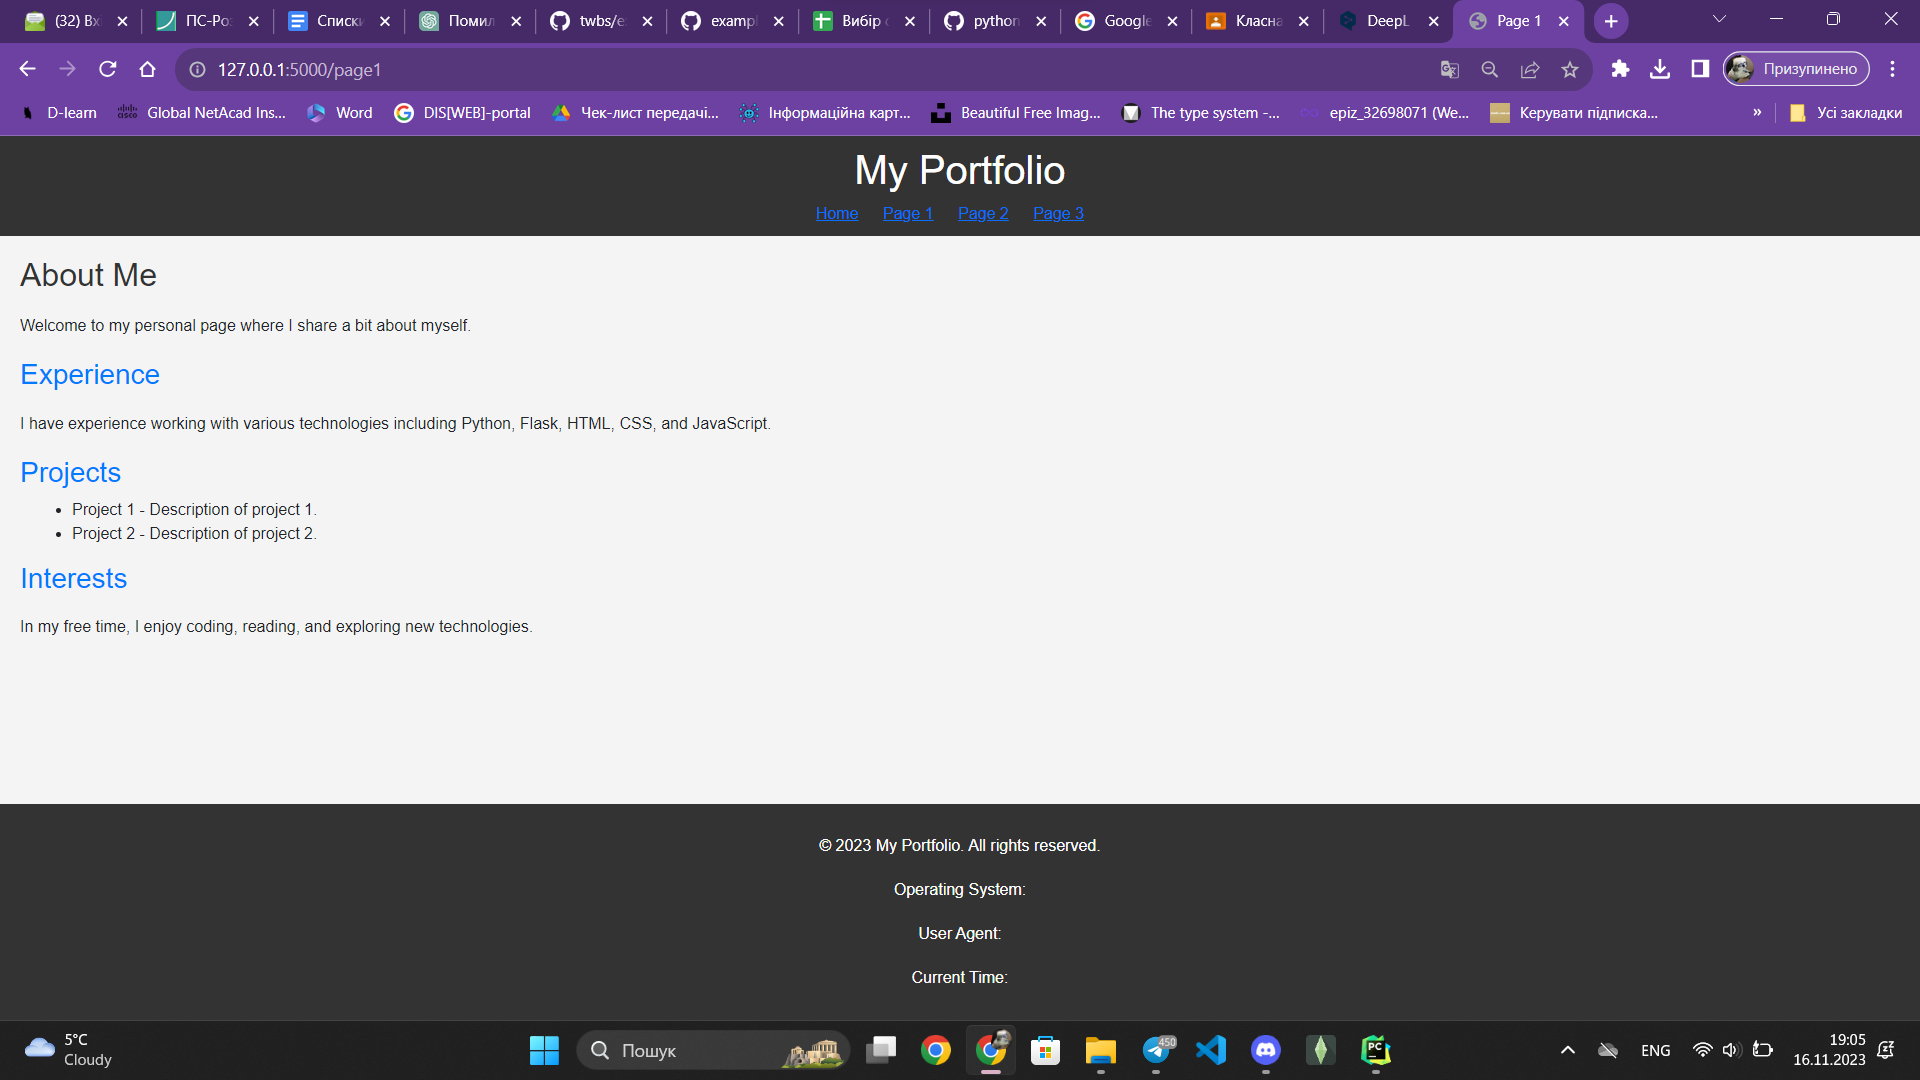 (32) Вх
ПС-Роз
Списки
Помил
twbs/e
exampl
Вибір о
python
Google
Класна
DeepL
Page 1
127.0.0.1:5000/page1
Призупинено
D-learn
Global NetAcad Ins...
Word
DIS[WEB]-portal
Чек-лист передачі...
Інформаційна карт...
Beautiful Free Imag...
The type system -...
epiz_32698071 (We...
Керувати підписка...
»
Усі закладки
My Portfolio
Home Page 1 Page 2 Page 3
About Me
Welcome to my personal page where I share a bit about myself.
Experience
I have experience working with various technologies including Python, Flask, HTML, CSS, and JavaScript.
Projects
• Project 1 - Description of project 1.
• Project 2 - Description of project 2.
Interests
In my free time, I enjoy coding, reading, and exploring new technologies.
© 2023 My Portfolio. All rights reserved.
Operating System:
User Agent:
Current Time:
5°C
Cloudy
Пошук
450
PC
ENG
19:05
16.11.2023